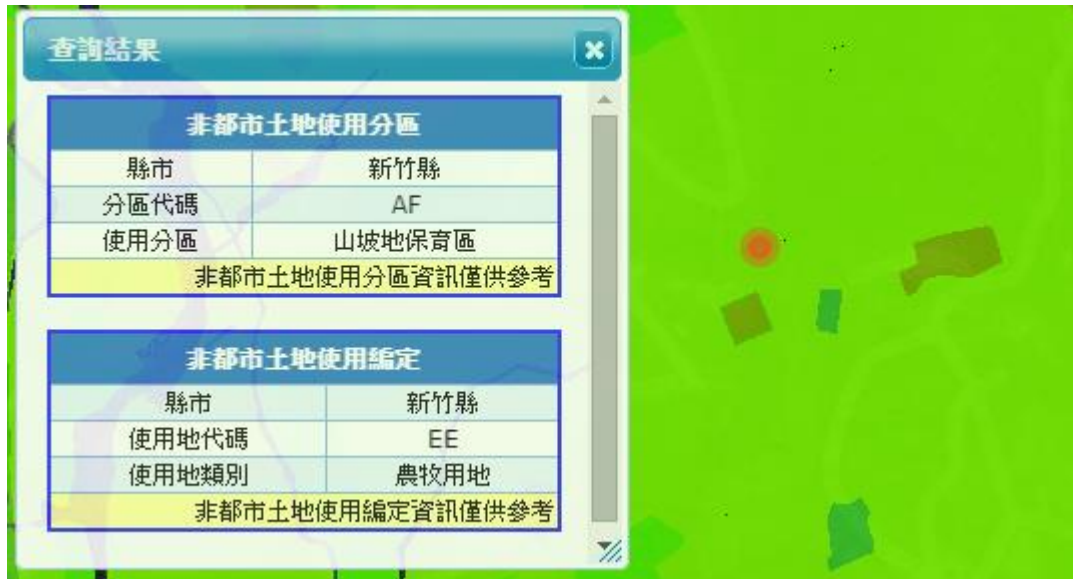 查詢結果
非都市土地使用分區
縣市 新竹縣
分區代碼 AF
使用分區 山坡地保育區
非都市土地使用分區資訊僅供參考
非都市土地使用編定
縣市 新竹縣
使用地代碼 EE
使用地類別 農牧用地
非都市土地使用編定資訊僅供參考